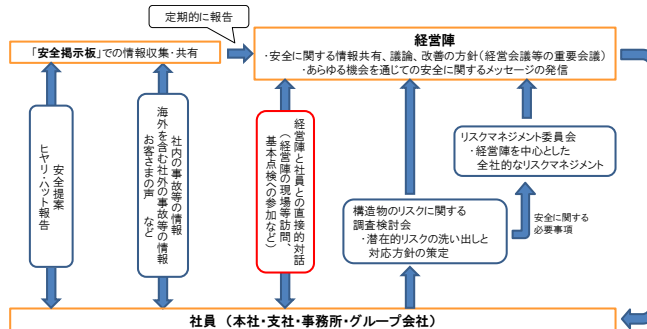 定期的に報告
「安全掲示板」での情報収集・共有
経営陣
・安全に関する情報共有、議論、改善の方針（経営会議等の重要会議）
・あらゆる機会を通じての安全に関するメッセージの発信
安全提案
ヒヤリ・ハット報告
社内の事故等の情報
海外を含む社外の事故等の情報
お客さまの声　など
経営陣と社員との直接的対話
（経営陣の現場等訪問、
基本点検への参加など）
構造物のリスクに関する
調査検討会
・潜在的リスクの洗い出しと
対応方針の策定
リスクマネジメント委員会
・経営陣を中心とした
全社的なリスクマネジメント
安全に関する
必要事項
社員　（本社・支社・事務所・グループ会社）